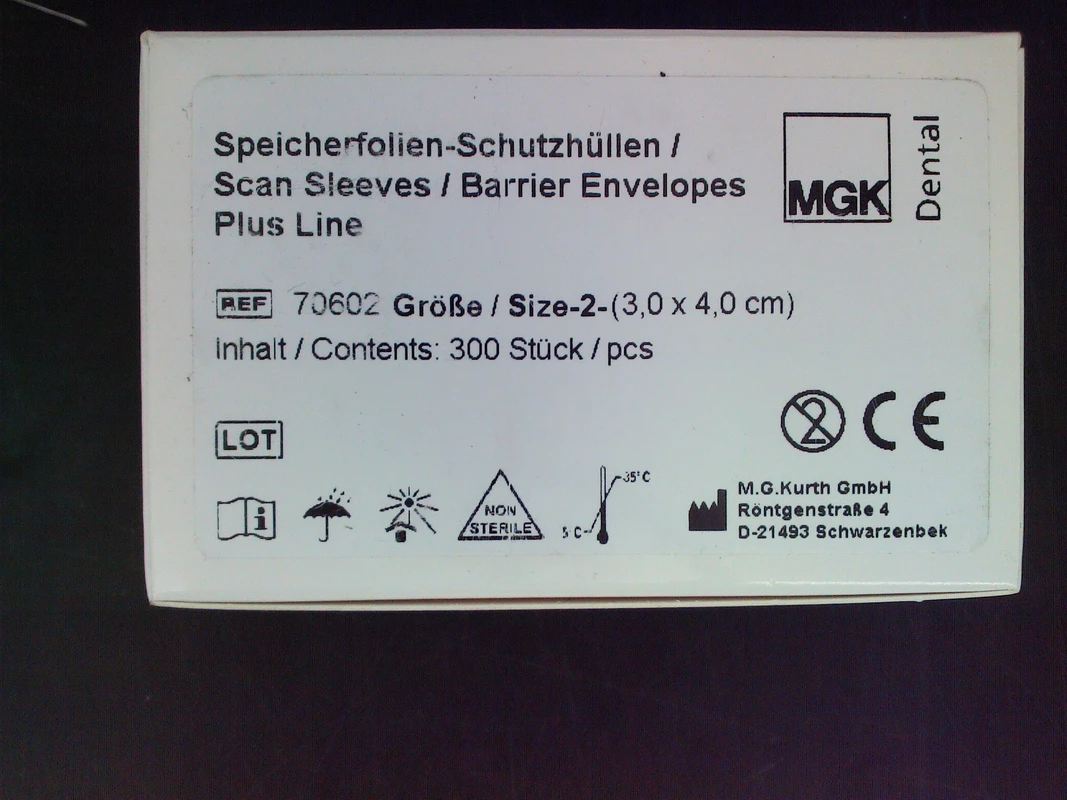 Speicherfolien-Schutzhüllen /
Scan Sleeves / Barrier Envelopes
Plus Line
MGK
Dental
REF 70602 Größe / Size-2-(3,0 x 4,0 cm)
Inhalt / Contents: 300 Stück / pcs
2 CE
LOT
i
NON
STERILE
5°C
35°C
M.G.Kurth GmbH
Röntgenstraße 4
D-21493 Schwarzenbek